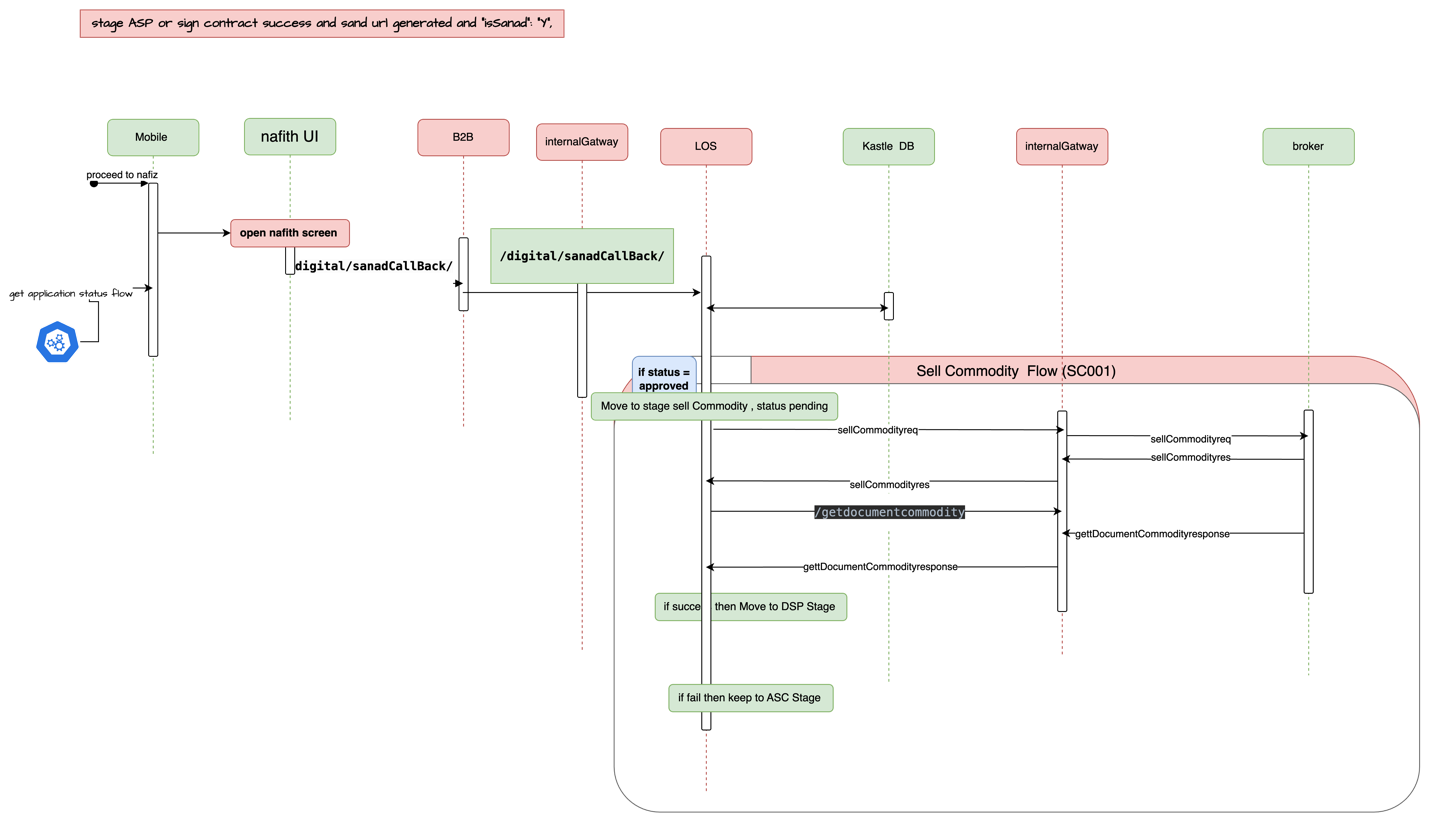 stage ASP or sign contract success and sand url generated and "isSanad": "Y",
Mobile
nafith UI
B2B
internalGatway
LOS
Kastle DB
internalGatway
broker
proceed to nafiz
open nafith screen
digital/sanadCallBack/
/digital/sanadCallBack/
get application status flow
if status =
approved
Sell Commodity Flow (SC001)
Move to stage sell Commodity , status pending
sellCommodityreq
sellCommodityreq
sellCommodityres
sellCommodityres
/getdocumentcommodity
gettDocumentCommodityresponse
gettDocumentCommodityresponse
if succe then Move to DSP Stage
if fail then keep to ASC Stage